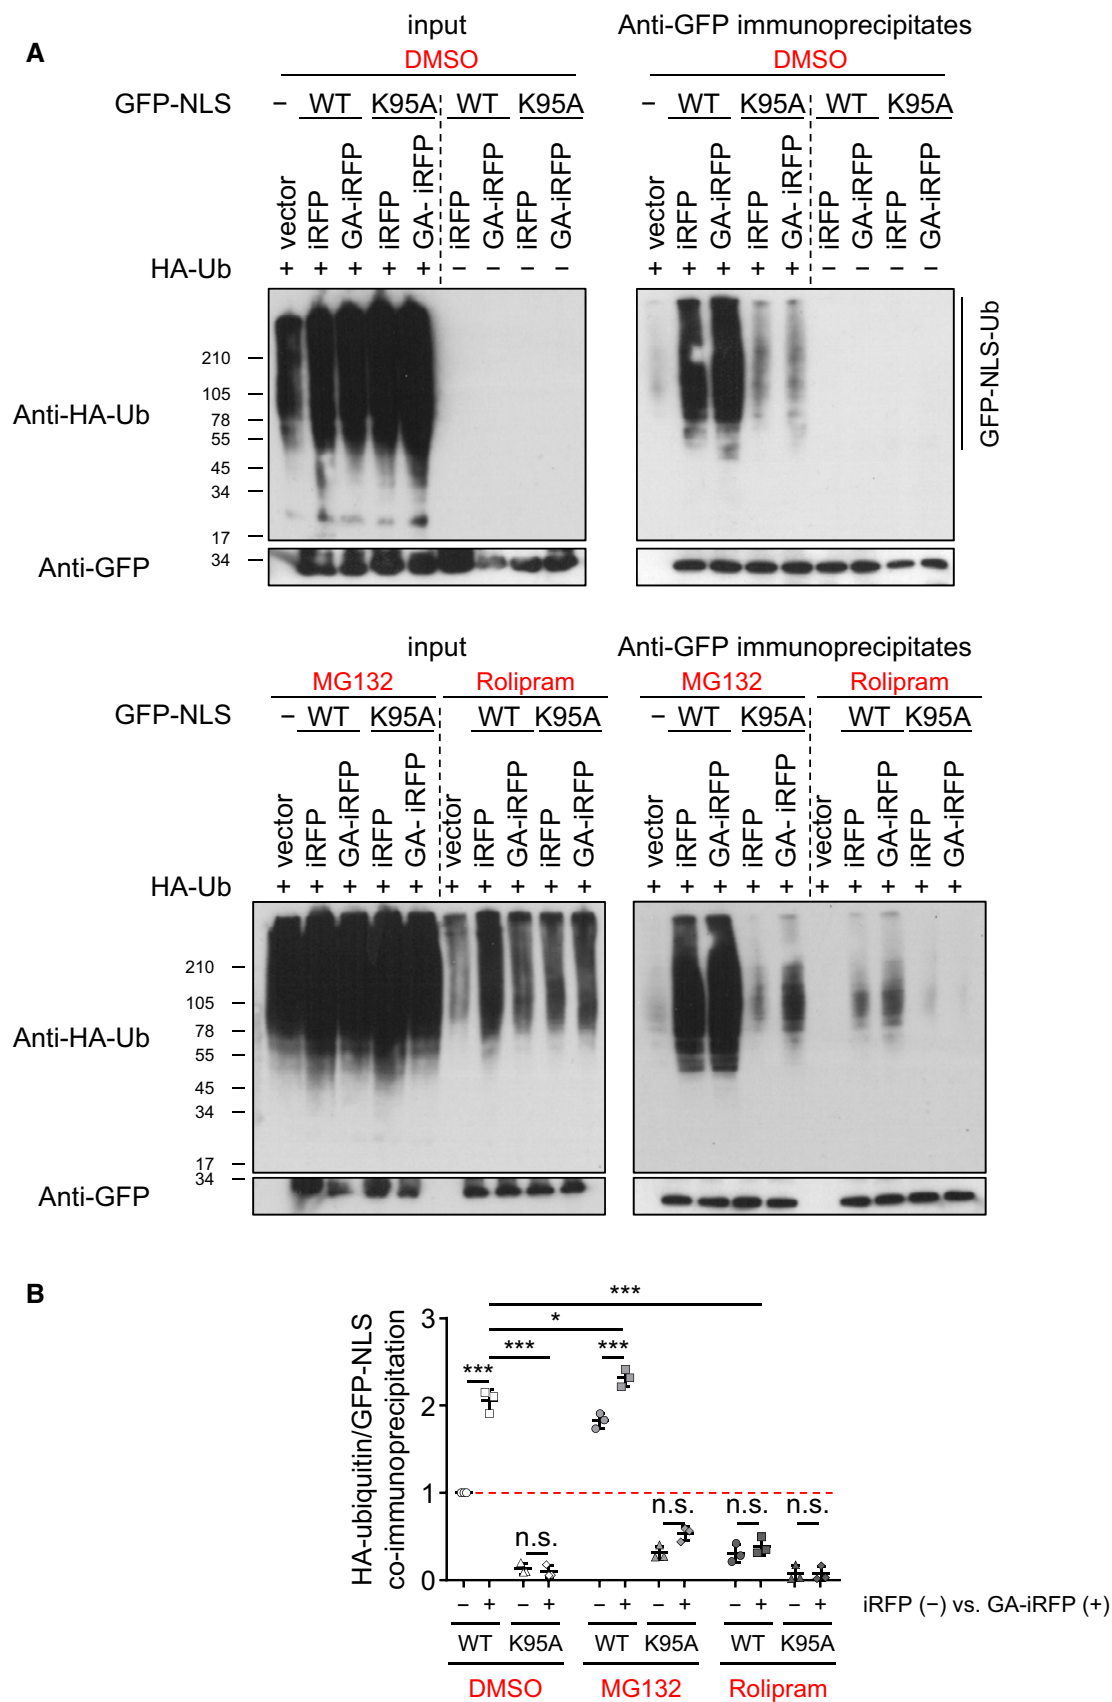 A
input
Anti-GFP immunoprecipitates
DMSO
DMSO
GFP-NLS
− WT K95A WT K95A
− WT K95A WT K95A
vector iRFP GA-iRFP iRFP GA- iRFP iRFP GA-iRFP iRFP GA-iRFP
vector iRFP GA-iRFP iRFP GA- iRFP iRFP GA-iRFP iRFP GA-iRFP
HA-Ub
+ + + + + − − − −
+ + + + + − − − −
210
105
78
55
45
34
17
Anti-HA-Ub
GFP-NLS-Ub
34
Anti-GFP
input
Anti-GFP immunoprecipitates
MG132 Rolipram
MG132 Rolipram
GFP-NLS
− WT K95A WT K95A
− WT K95A WT K95A
vector iRFP GA-iRFP iRFP GA- iRFP vector iRFP GA-iRFP iRFP GA-iRFP
vector iRFP GA-iRFP iRFP GA- iRFP vector iRFP GA-iRFP iRFP GA-iRFP
HA-Ub
+ + + + + + + + + +
+ + + + + + + + + +
210
105
78
55
45
34
17
Anti-HA-Ub
34
Anti-GFP
B
HA-ubiquitin/GFP-NLS
co-immunoprecipitation
3
2
1
0
***
*
***
***
***
n.s.
n.s.
n.s.
n.s.
− + − + − + − + − + − +
iRFP (−) vs. GA-iRFP (+)
WT K95A WT K95A WT K95A
DMSO MG132 Rolipram